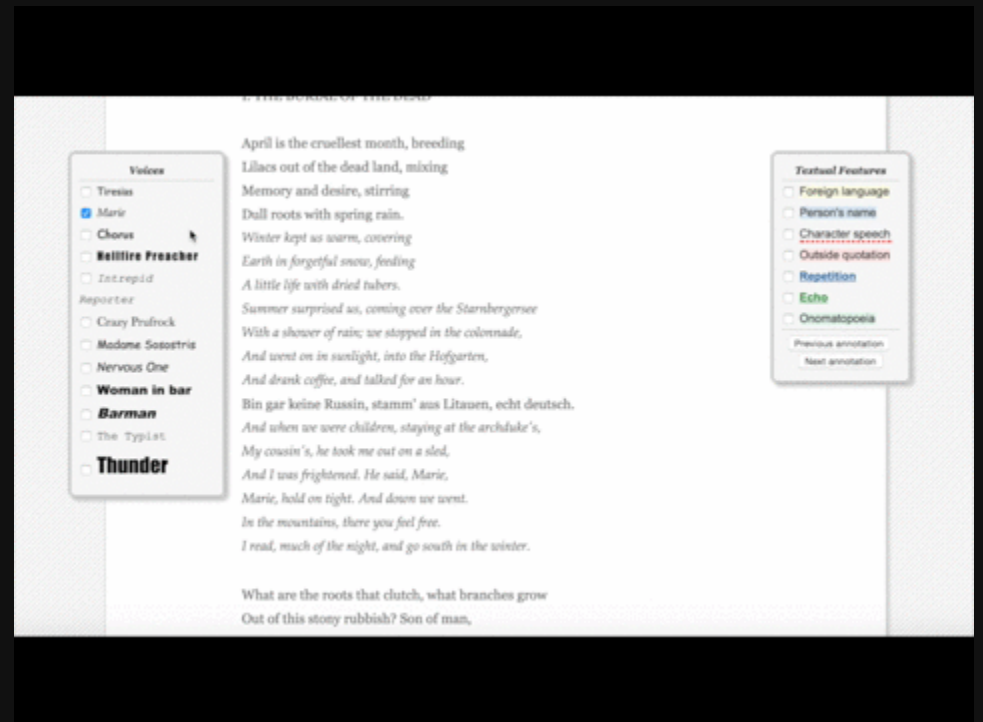 I. THE BURIAL OF THE DEAD
April is the cruellest month, breeding
Lilacs out of the dead land, mixing
Memory and desire, stirring
Dull roots with spring rain.
Winter kept us warm, covering
Earth in forgetful snow, feeding
A little life with dried tubers.
Summer surprised us, coming over the Starnbergersee
With a shower of rain; we stopped in the colonnade,
And went on in sunlight, into the Hofgarten,
And drank coffee, and talked for an hour.
Bin gar keine Russin, stamm' aus Litauen, echt deutsch.
And when we were children, staying at the archduke's,
My cousin's, he took me out on a sled,
And I was frightened. He said, Marie,
Marie, hold on tight. And down we went.
In the mountains, there you feel free.
I read, much of the night, and go south in the winter.
What are the roots that clutch, what branches grow
Out of this stony rubbish? Son of man,
Voices
Tiresias
Marie
Chorus
Hellfire Preacher
Intrepid
Reporter
Crazy Prufrock
Madame Sosostris
Nervous One
Woman in bar
Barman
The Typist
Thunder
Textual Features
Foreign language
Person's name
Character speech
Outside quotation
Repetition
Echo
Onomatopoeia
Previous annotation
Next annotation